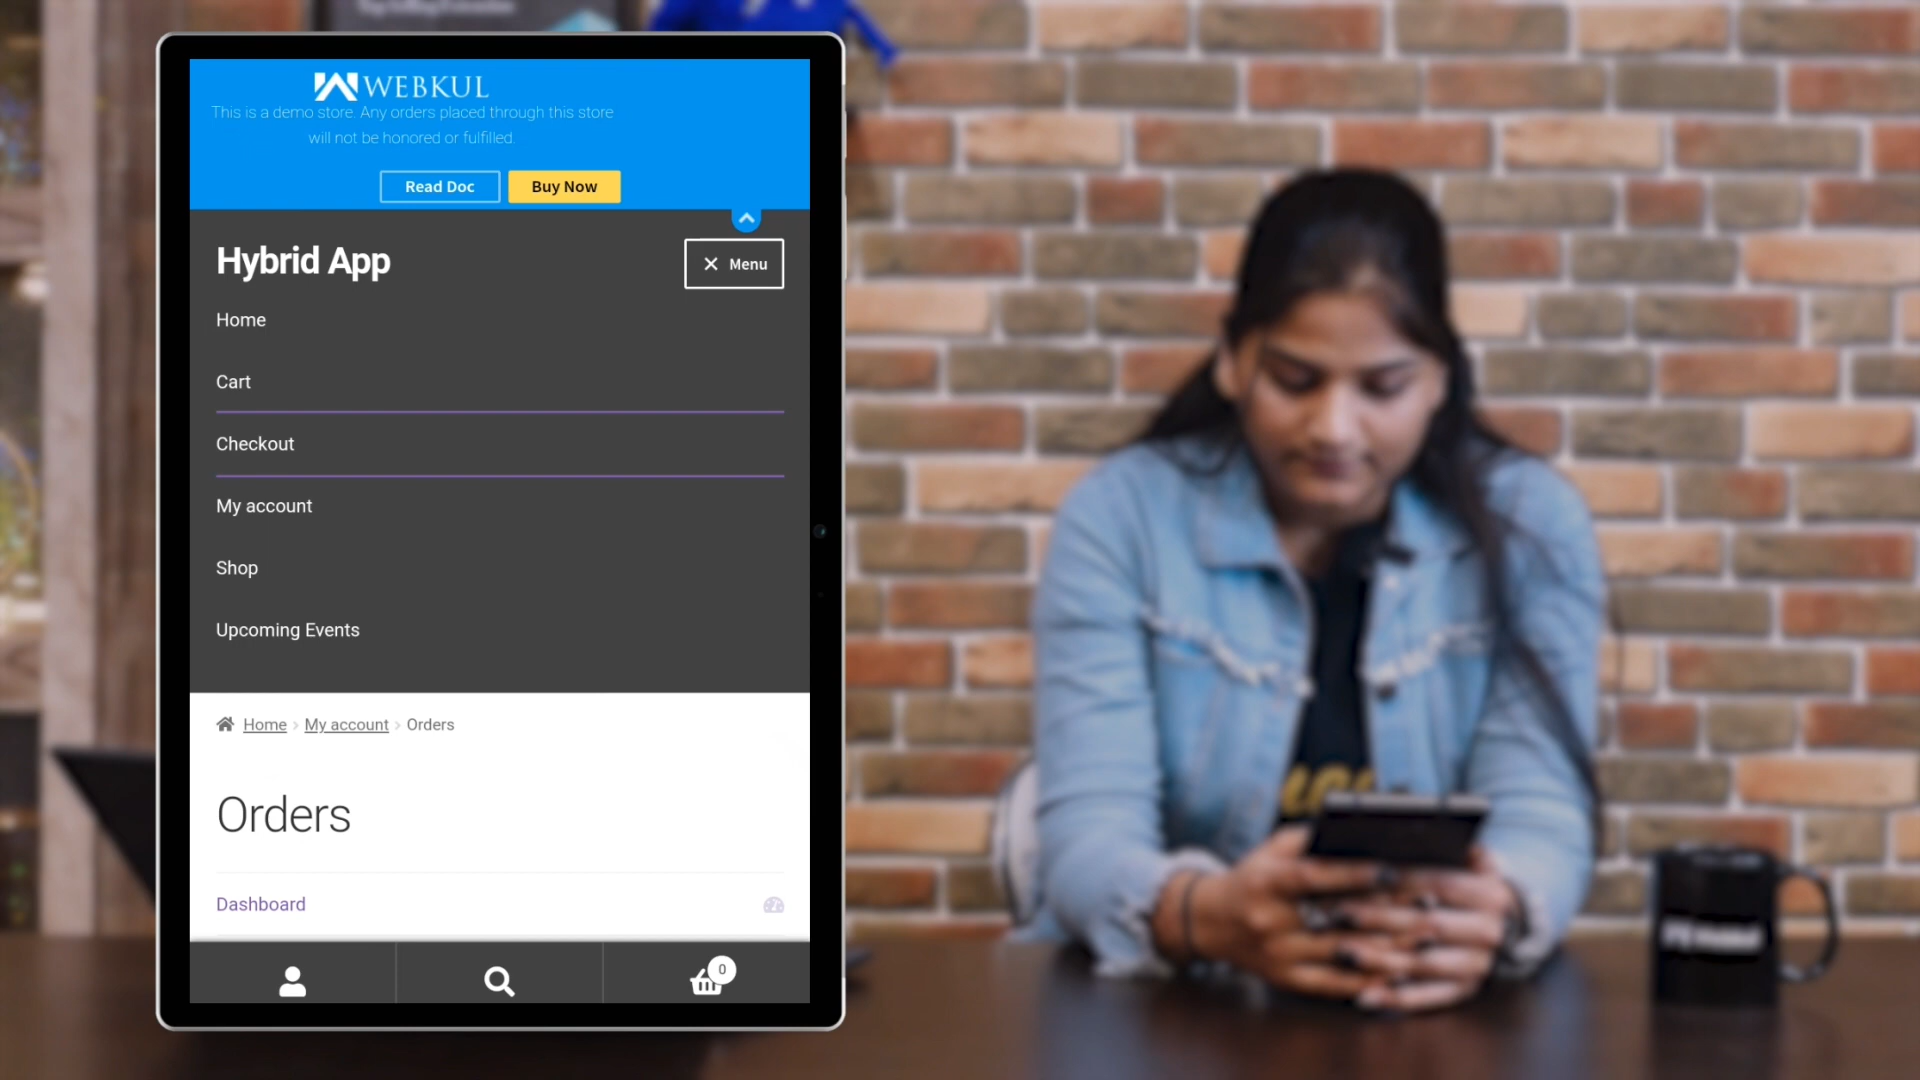 WEBKUL
This is a demo store. Any orders placed through this store
will not be honored or fulfilled.
Read Doc
Buy Now
Hybrid App
Menu
Home
Cart
Checkout
My account
Shop
Upcoming Events
Home › My account › Orders
Orders
Dashboard
0